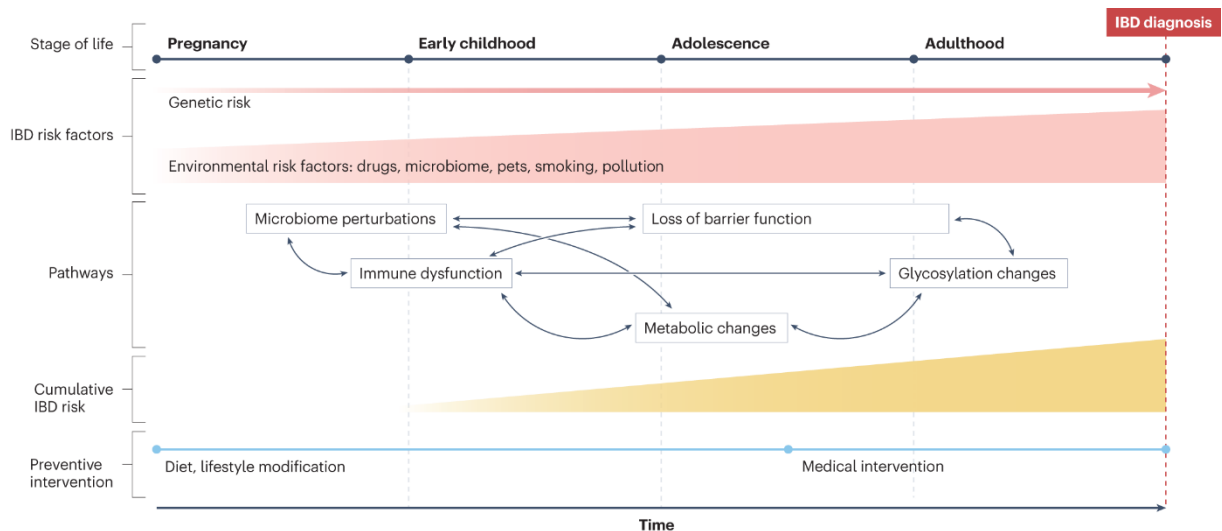 IBD diagnosis
Stage of life
Pregnancy
Early childhood
Adolescence
Adulthood
IBD risk factors
Genetic risk
Environmental risk factors: drugs, microbiome, pets, smoking, pollution
Pathways
Microbiome perturbations
Loss of barrier function
Immune dysfunction
Glycosylation changes
Metabolic changes
Cumulative
IBD risk
Preventive
intervention
Diet, lifestyle modification
Medical intervention
Time